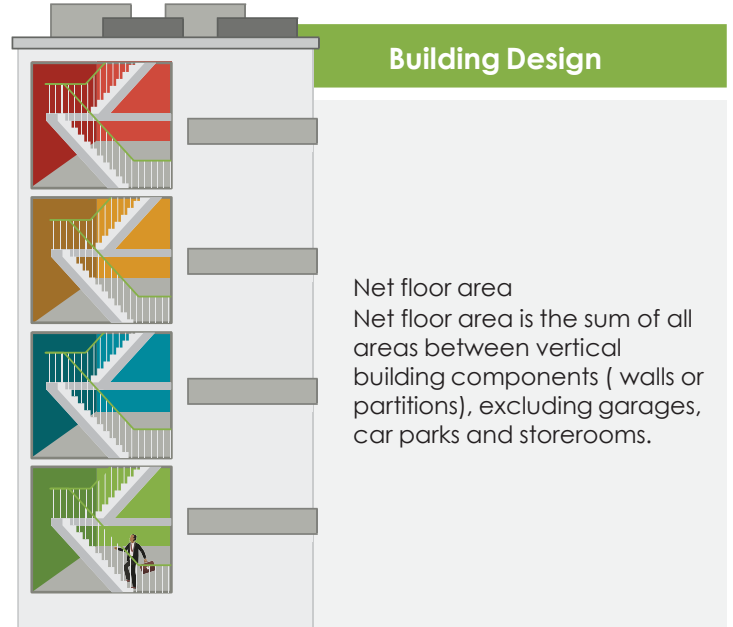 Building Design
Net floor area
Net floor area is the sum of all
areas between vertical
building components ( walls or
partitions), excluding garages,
car parks and storerooms.